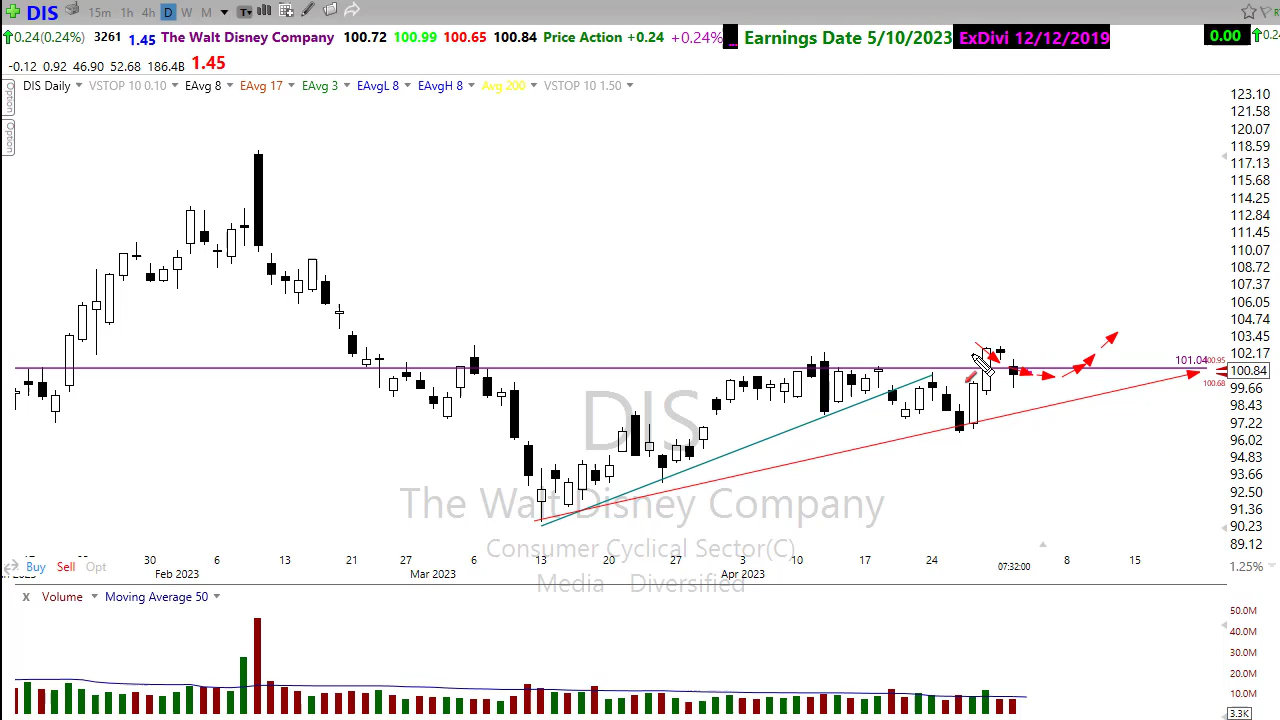 DIS 15m 1h 4h D W M T
0.24(0.24%) 3261 1.45 The Walt Disney Company 100.72 100.99 100.65 100.84 Price Action +0.24 +0.24% Earnings Date 5/10/2023 ExDivi 12/12/2019 0.00
-0.12 0.92 46.90 52.68 186.4B 1.45
DIS Daily VSTOP 10 0.10 EAvg 8 EAvg 17 EAvg 3 EAvgL 8 EAvgH 8 Avg 200 VSTOP 10 1.50
Option
Option
123.10
121.58
120.07
118.59
117.13
115.68
114.25
112.84
111.45
110.07
108.72
107.37
106.05
104.74
103.45
102.17
101.04
100.84
100.68
99.66
98.43
97.22
96.02
94.83
93.66
92.50
91.36
90.23
89.12
DIS
The Walt Disney Company
Consumer Cyclical Sector(C)
Media Diversified
30 6 13 21 27 6 13 20 27 3 10 17 24 07:32:00 8 15
Feb 2023 Mar 2023 Apr 2023
Buy Sell Opt 1.25%
x Volume Moving Average 50
50.0M
40.0M
30.0M
20.0M
10.0M
3.3K